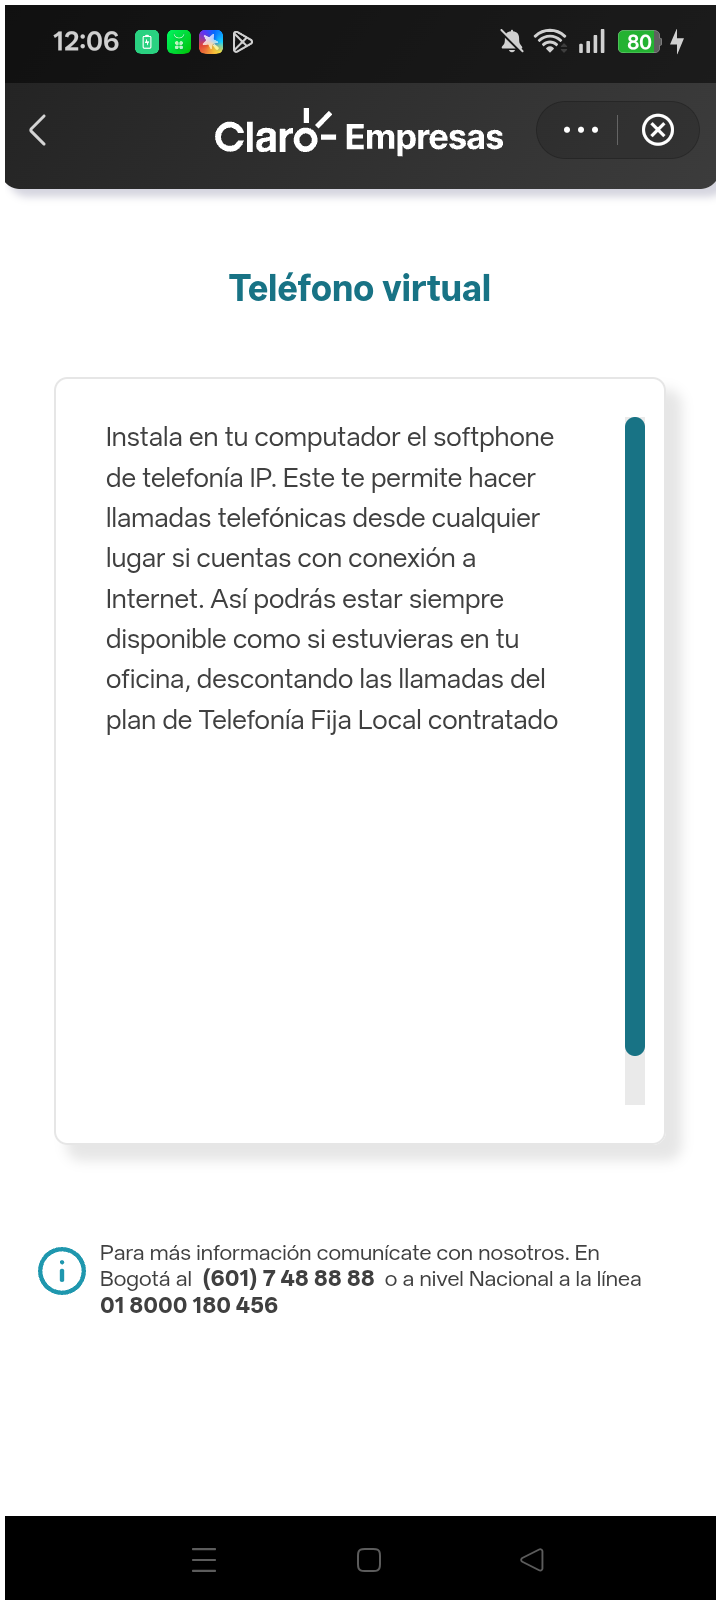 12:06
80
Claro Empresas
Teléfono virtual
Instala en tu computador el softphone
de telefonía IP. Este te permite hacer
llamadas telefónicas desde cualquier
lugar si cuentas con conexión a
Internet. Así podrás estar siempre
disponible como si estuvieras en tu
oficina, descontando las llamadas del
plan de Telefonía Fija Local contratado
Para más información comunícate con nosotros. En
Bogotá al (601) 7 48 88 88 o a nivel Nacional a la línea
01 8000 180 456